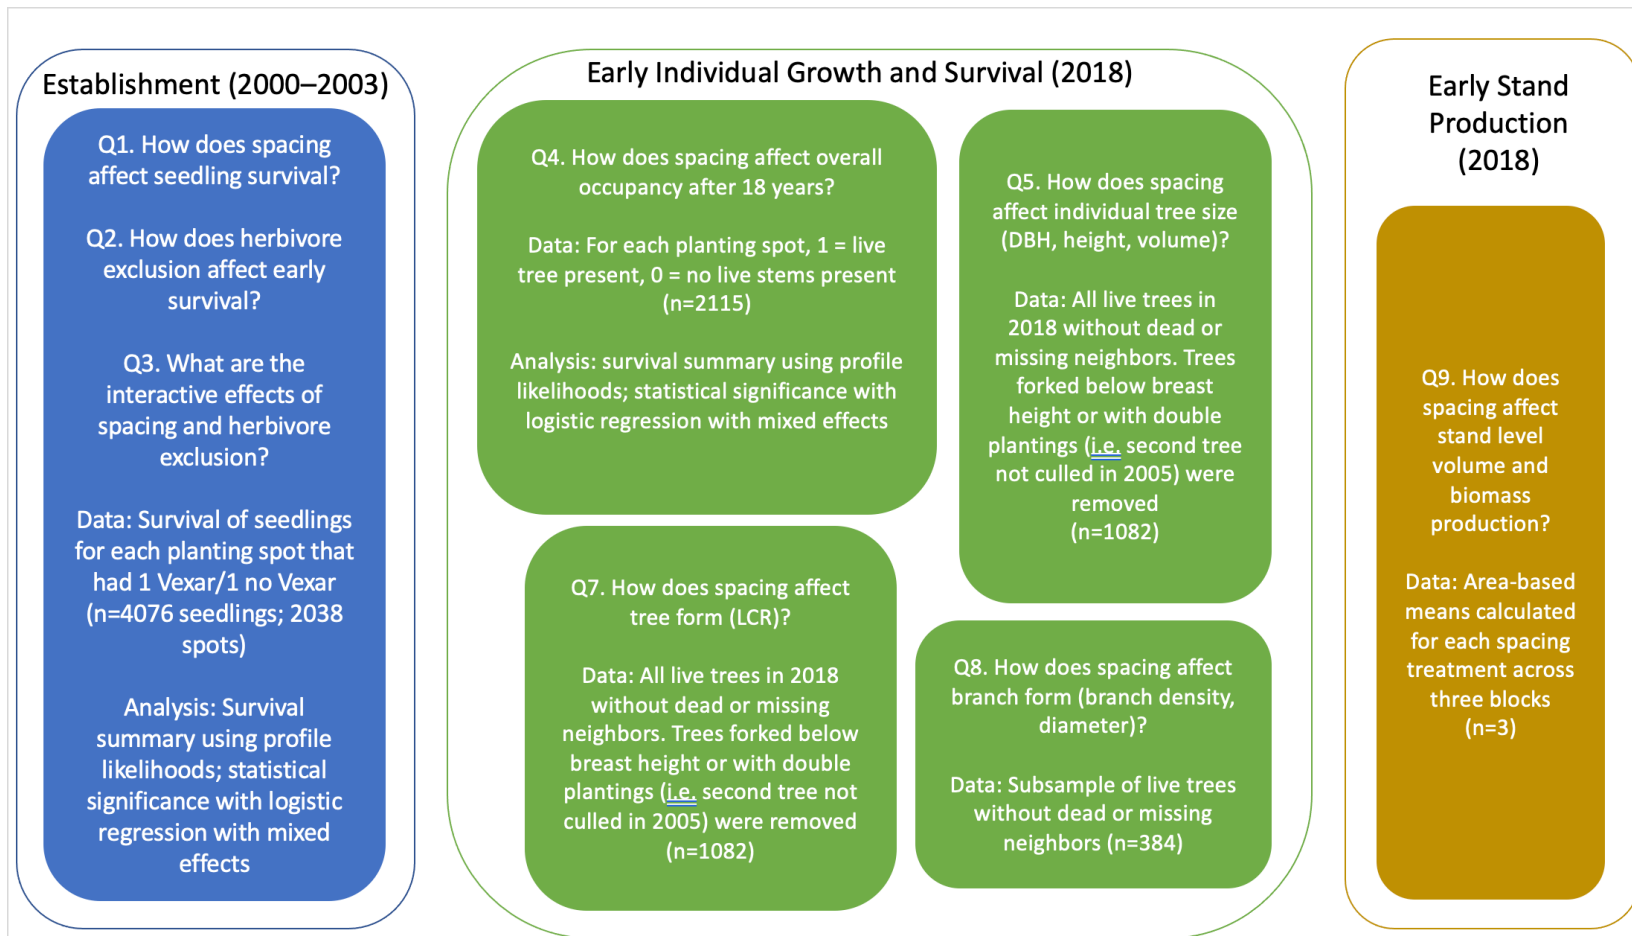 Establishment (2000–2003)
Q1. How does spacing
affect seedling survival?
Q2. How does herbivore
exclusion affect early
survival?
Q3. What are the
interactive effects of
spacing and herbivore
exclusion?
Data: Survival of seedlings
for each planting spot that
had 1 Vexar/1 no Vexar
(n=4076 seedlings; 2038
spots)
Analysis: Survival
summary using profile
likelihoods; statistical
significance with logistic
regression with mixed
effects
Early Individual Growth and Survival (2018)
Q4. How does spacing affect overall
occupancy after 18 years?
Data: For each planting spot, 1 = live
tree present, 0 = no live stems present
(n=2115)
Analysis: survival summary using profile
likelihoods; statistical significance with
logistic regression with mixed effects
Q5. How does spacing
affect individual tree size
(DBH, height, volume)?
Data: All live trees in
2018 without dead or
missing neighbors. Trees
forked below breast
height or with double
plantings (i.e. second tree
not culled in 2005) were
removed
(n=1082)
Q7. How does spacing affect
tree form (LCR)?
Data: All live trees in 2018
without dead or missing
neighbors. Trees forked below
breast height or with double
plantings (i.e. second tree not
culled in 2005) were removed
(n=1082)
Q8. How does spacing affect
branch form (branch density,
diameter)?
Data: Subsample of live trees
without dead or missing
neighbors (n=384)
Early Stand
Production
(2018)
Q9. How does
spacing affect
stand level
volume and
biomass
production?
Data: Area-based
means calculated
for each spacing
treatment across
three blocks
(n=3)